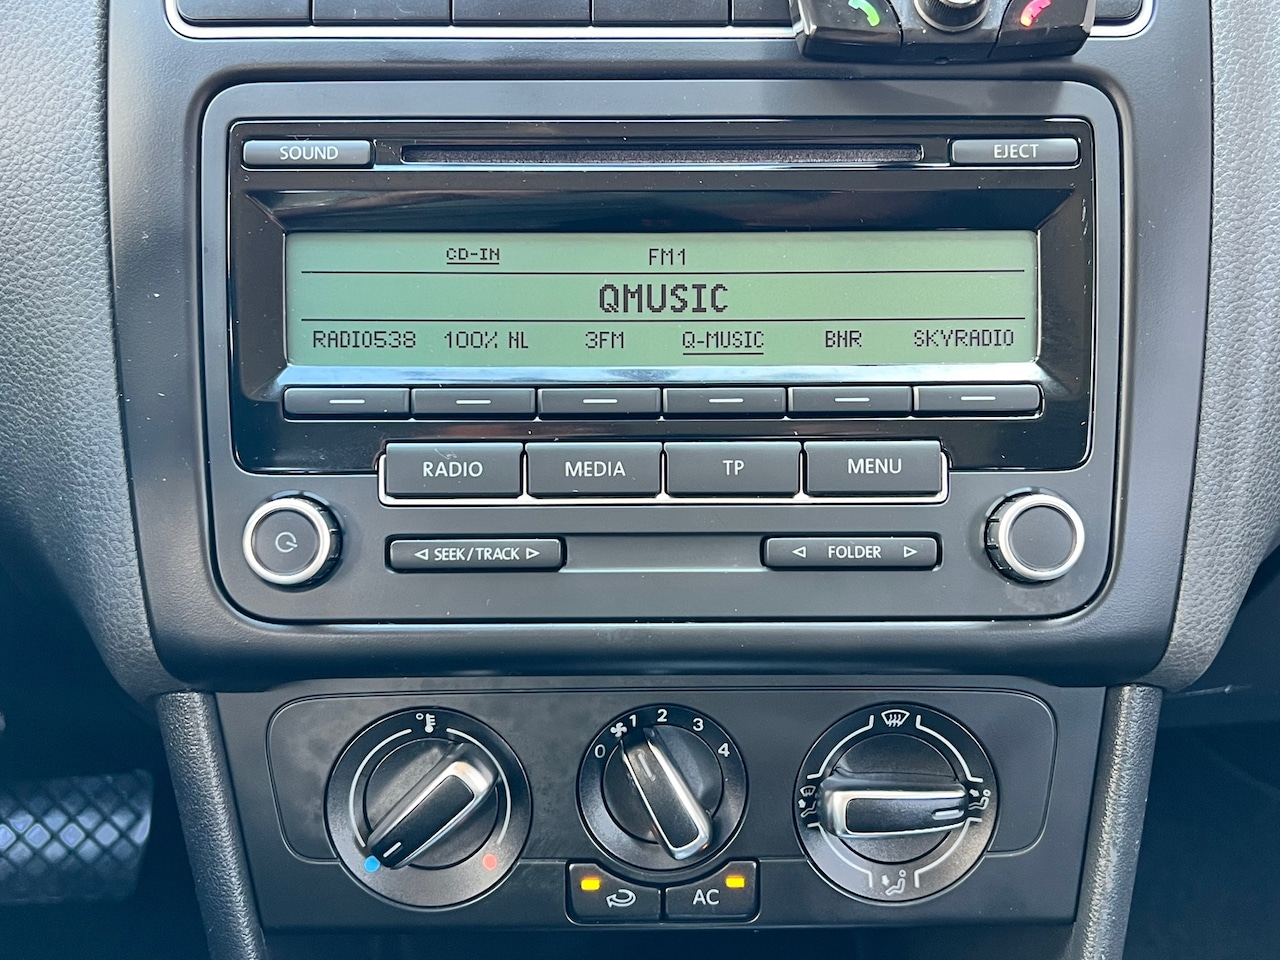 SOUND
EJECT
CD-IN FM1
QMUSIC
RADIO538 100% NL 3FM Q-MUSIC BNR SKYRADIO
RADIO MEDIA TP MENU
SEEK/TRACK FOLDER
0 1 2 3 4
AC